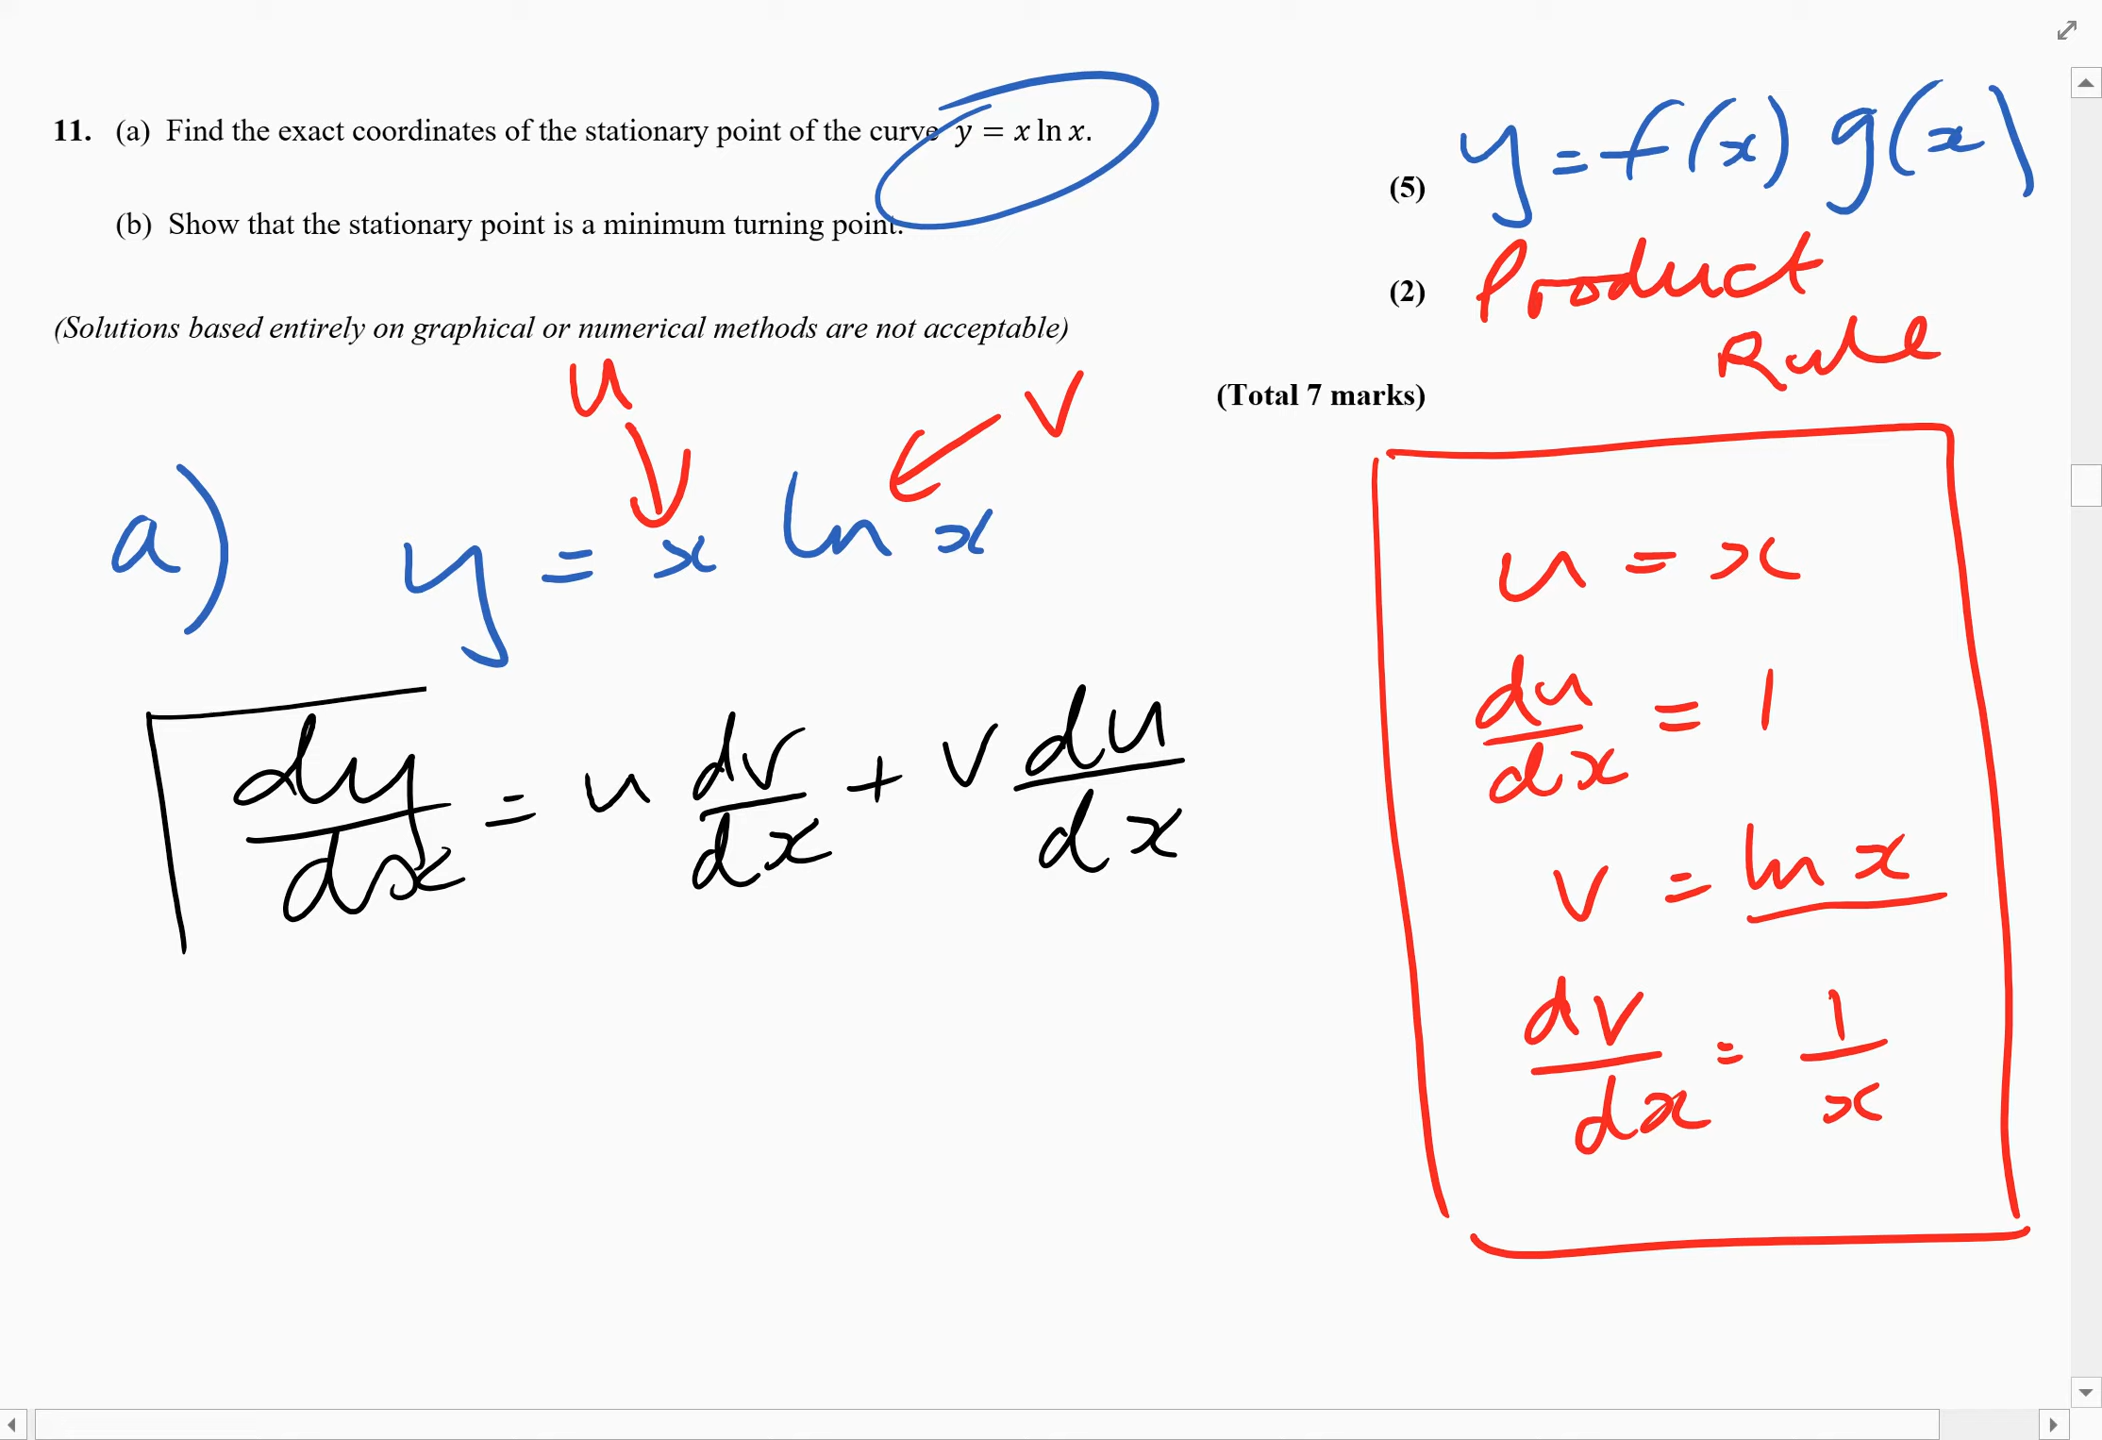 11. (a) Find the exact coordinates of the stationary point of the curve y = x ln x.
(5)
(b) Show that the stationary point is a minimum turning point.
(2)
(Solutions based entirely on graphical or numerical methods are not acceptable)
(Total 7 marks)
y = f(x) g(x)
Product
Rule
u
v
a) y = x ln x
dy/dx = u dv/dx + v du/dx
u = x
du/dx = 1
v = ln x
dv/dx = 1/x